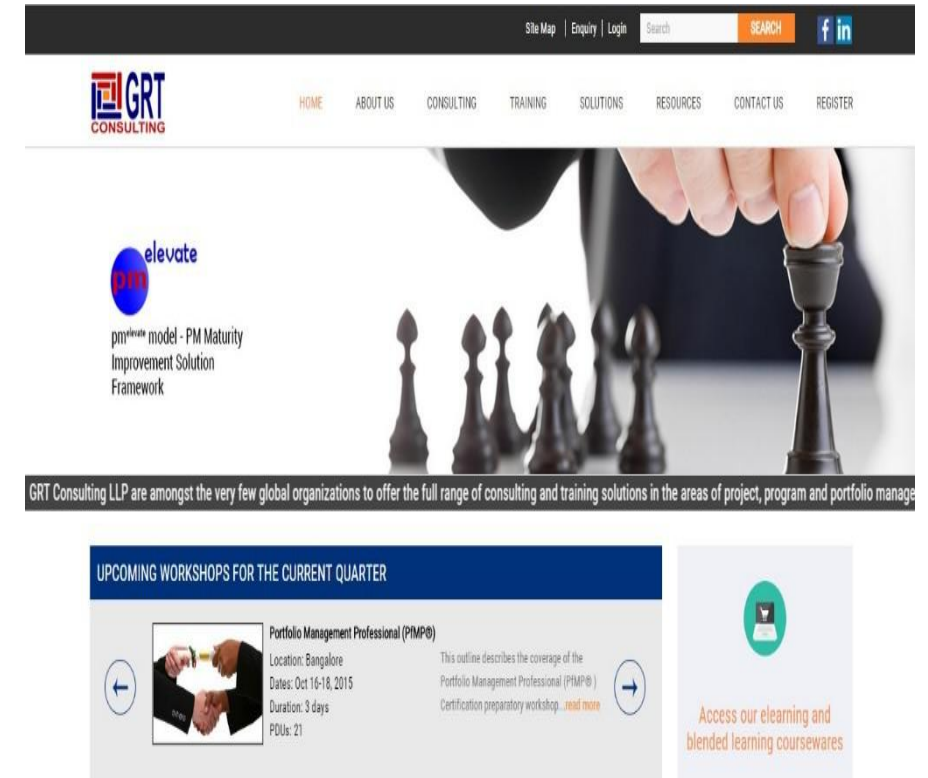 Site Map | Enquiry | Login Search SEARCH f in
GRT
CONSULTING
HOME ABOUT US CONSULTING TRAINING SOLUTIONS RESOURCES CONTACT US REGISTER
elevate
pm
pmelevate model - PM Maturity
Improvement Solution
Framework
GRT Consulting LLP are amongst the very few global organizations to offer the full range of consulting and training solutions in the areas of project, program and portfolio manage
UPCOMING WORKSHOPS FOR THE CURRENT QUARTER
Portfolio Management Professional (PfMP®)
Location: Bangalore
Dates: Oct 16-18, 2015
Duration: 3 days
PDUs: 21
This outline describes the coverage of the
Portfolio Management Professional (PfMP® )
Certification preparatory workshop...read more
Access our elearning and
blended learning coursewares